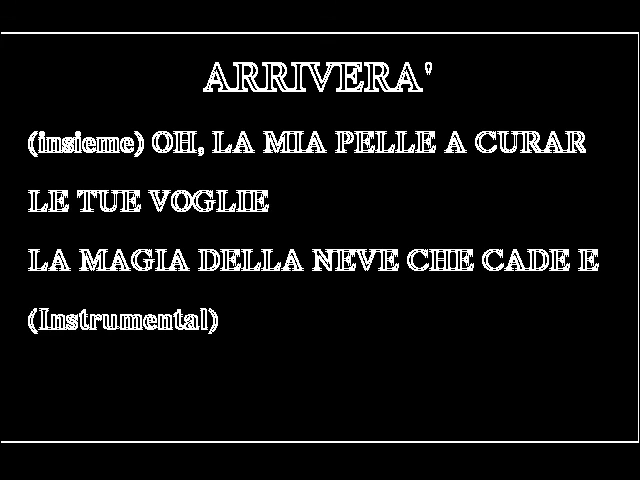 ARRIVERA'
(insieme) OH, LA MIA PELLE A CURAR
LE TUE VOGLIE
LA MAGIA DELLA NEVE CHE CADE E
(Instrumental)